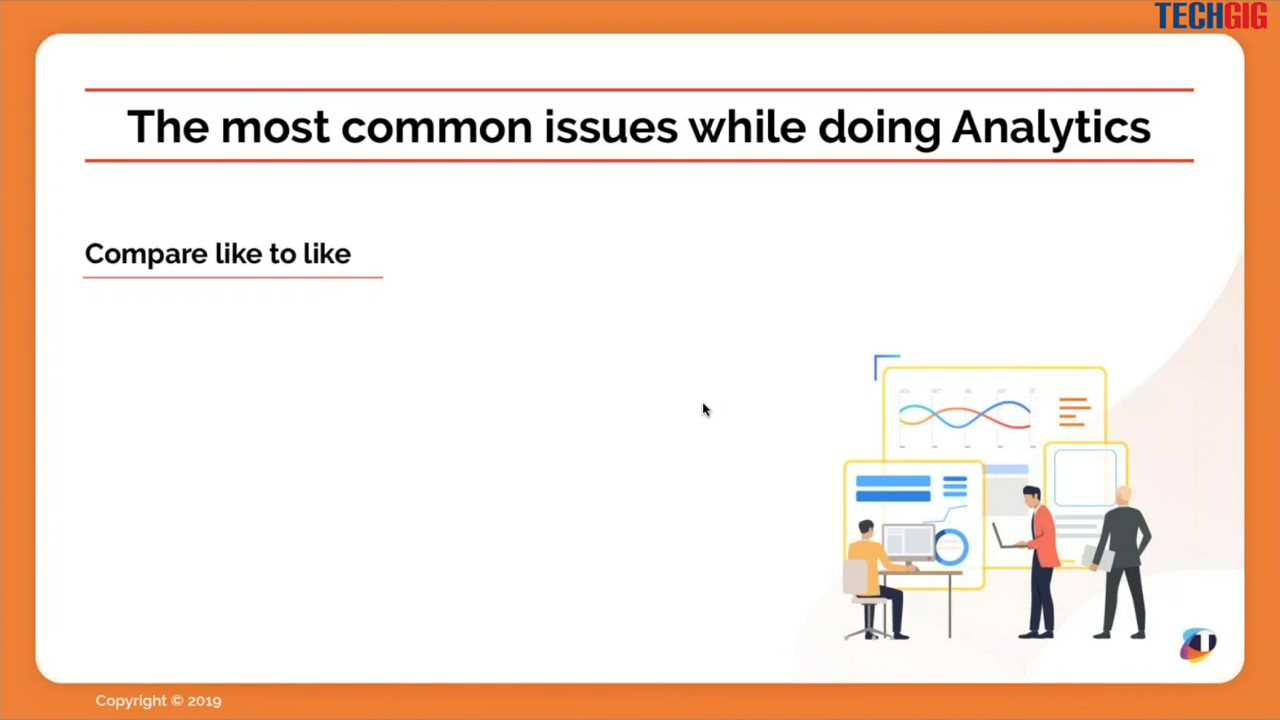 TECHGIG
The most common issues while doing Analytics
Compare like to like
Copyright © 2019